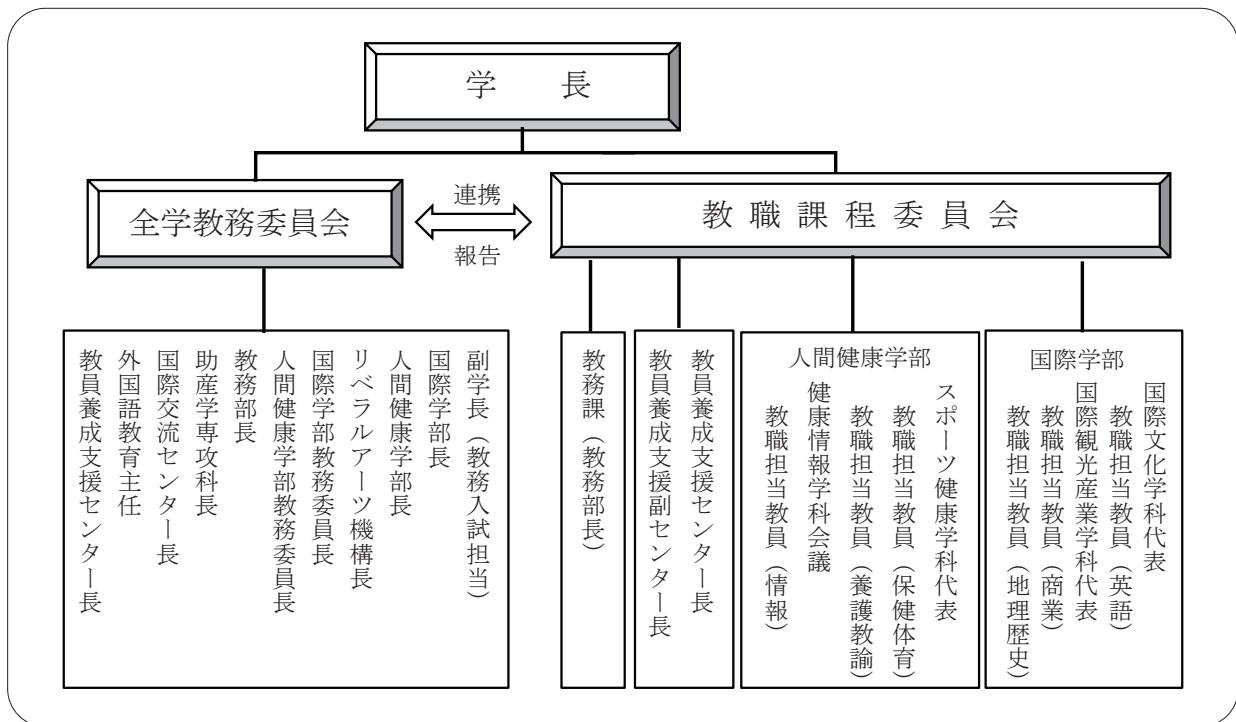 学長
全学教務委員会
連携
報告
教職課程委員会
副学長（教務入試担当）
国際学部長
人間健康学部長
リベラルアーツ機構長
国際学部教務委員長
人間健康学部教務委員長
教務部長
助産学専攻科長
国際交流センター長
外国語教育主任
教員養成支援センター長
教務課（教務部長）
教員養成支援センター長
教員養成支援副センター長
人間健康学部
スポーツ健康学科代表
教職担当教員（保健体育）
教職担当教員（養護教諭）
健康情報学科会議
教職担当教員（情報）
国際学部
国際文化学科代表
教職担当教員（英語）
国際観光産業学科代表
教職担当教員（商業）
教職担当教員（地理歴史）